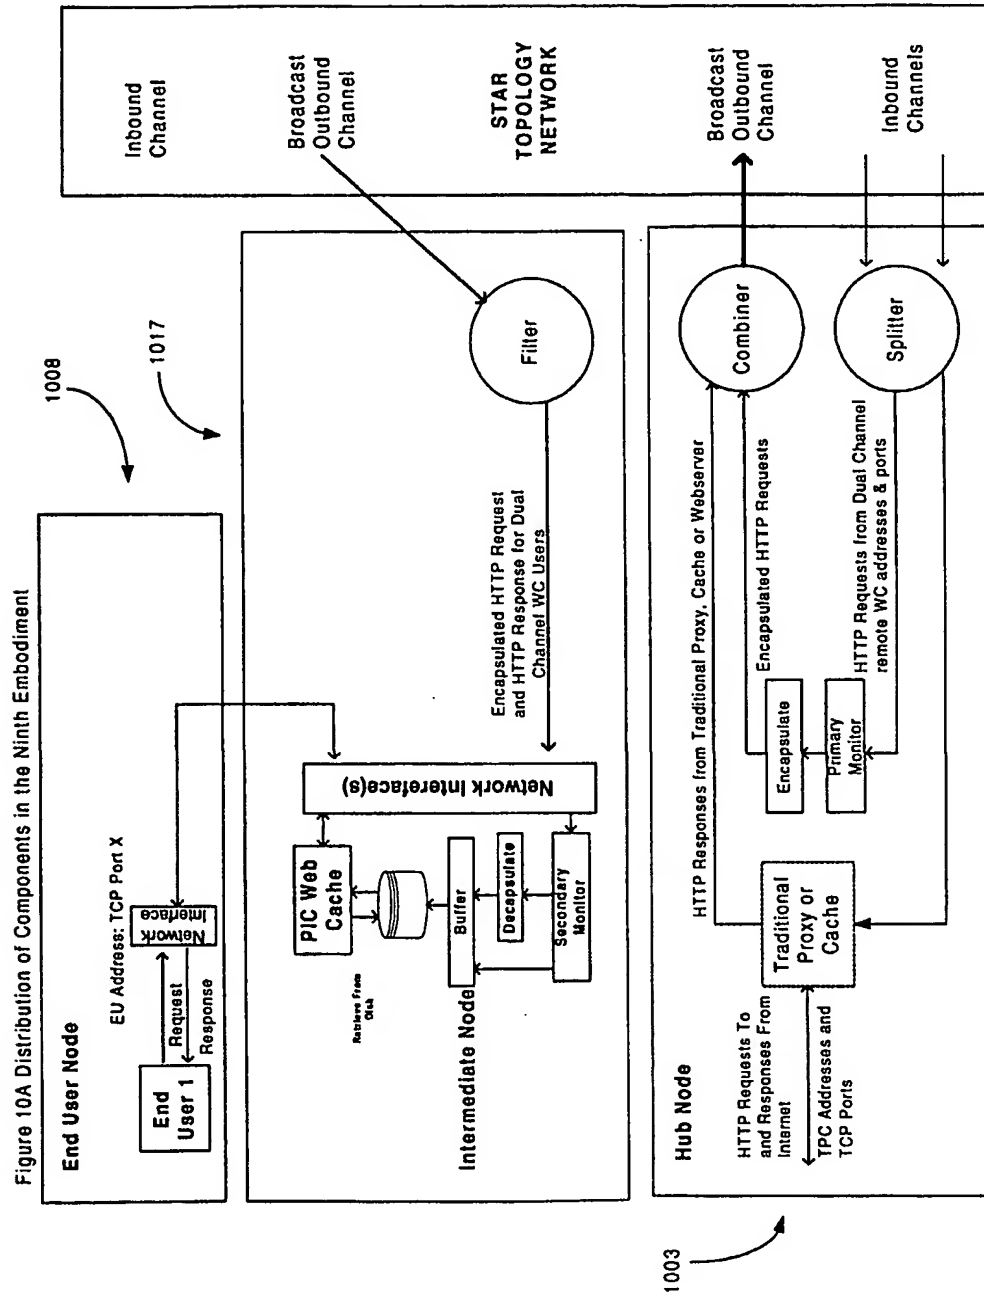 Figure 10A Distribution of Components in the Ninth Embodiment
End User Node
End
User 1
Request
Response
EU Address: TCP Port X
Network
Interface
1008
1017
Inbound
Channel
Broadcast
Outbound
Channel
STAR
TOPOLOGY
NETWORK
Broadcast
Outbound
Channel
Inbound
Channels
Intermediate Node
PIC Web
Cache
Retrieve From
Disk
Buffer
Decapsulate
Secondary
Monitor
Network Intereface(s)
Encapsulated HTTP Request
and HTTP Response for Dual
Channel WC Users
Filter
Hub Node
HTTP Requests To
and Responses From
Internet
TPC Addresses and
TCP Ports
Traditional
Proxy or
Cache
HTTP Responses from Traditional Proxy, Cache or Webserver
Encapsulate
Primary
Monitor
Encapsulated HTTP Requests
HTTP Requests from Dual Channel
remote WC addresses & ports
Combiner
Splitter
1003